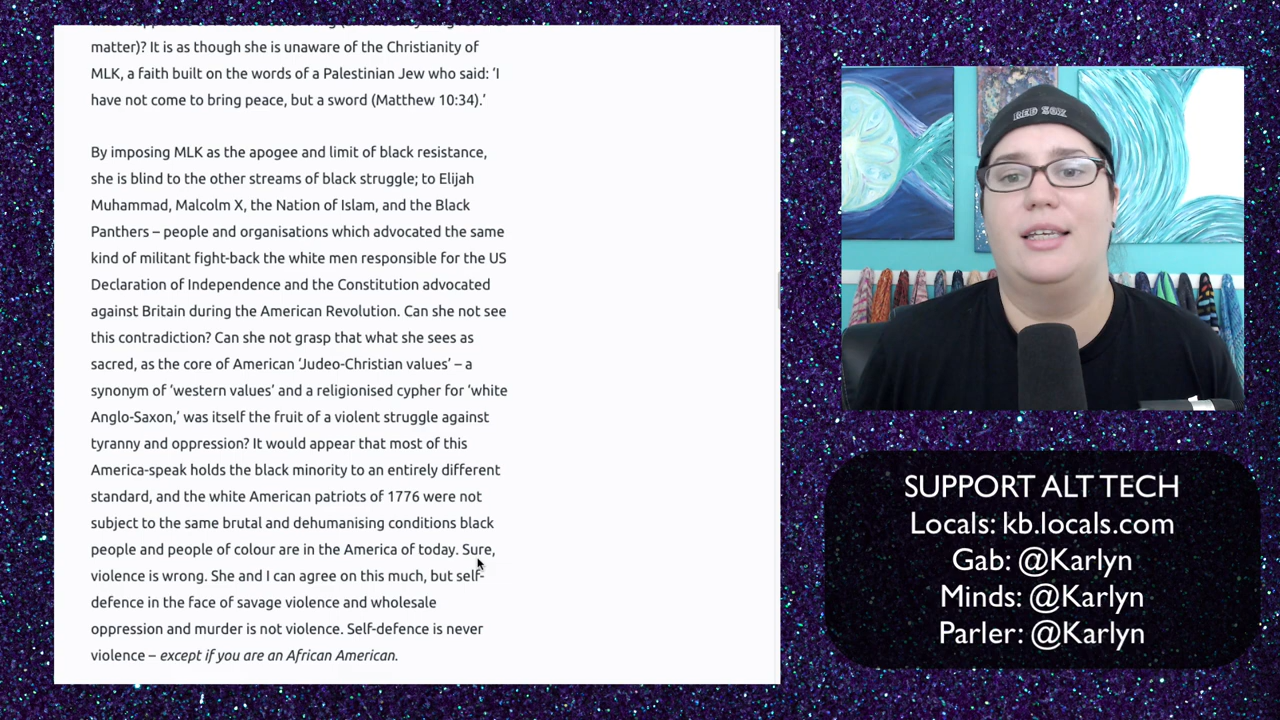 matter)? It is as though she is unaware of the Christianity of
MLK, a faith built on the words of a Palestinian Jew who said: ‘I
have not come to bring peace, but a sword (Matthew 10:34).’
By imposing MLK as the apogee and limit of black resistance,
she is blind to the other streams of black struggle; to Elijah
Muhammad, Malcolm X, the Nation of Islam, and the Black
Panthers – people and organisations which advocated the same
kind of militant fight-back the white men responsible for the US
Declaration of Independence and the Constitution advocated
against Britain during the American Revolution. Can she not see
this contradiction? Can she not grasp that what she sees as
sacred, as the core of American ‘Judeo-Christian values’ – a
synonym of ‘western values’ and a religionised cypher for ‘white
Anglo-Saxon,’ was itself the fruit of a violent struggle against
tyranny and oppression? It would appear that most of this
America-speak holds the black minority to an entirely different
standard, and the white American patriots of 1776 were not
subject to the same brutal and dehumanising conditions black
people and people of colour are in the America of today. Sure,
violence is wrong. She and I can agree on this much, but self-
defence in the face of savage violence and wholesale
oppression and murder is not violence. Self-defence is never
violence – except if you are an African American.
RED SOX
SUPPORT ALT TECH
Locals: kb.locals.com
Gab: @Karlyn
Minds: @Karlyn
Parler: @Karlyn